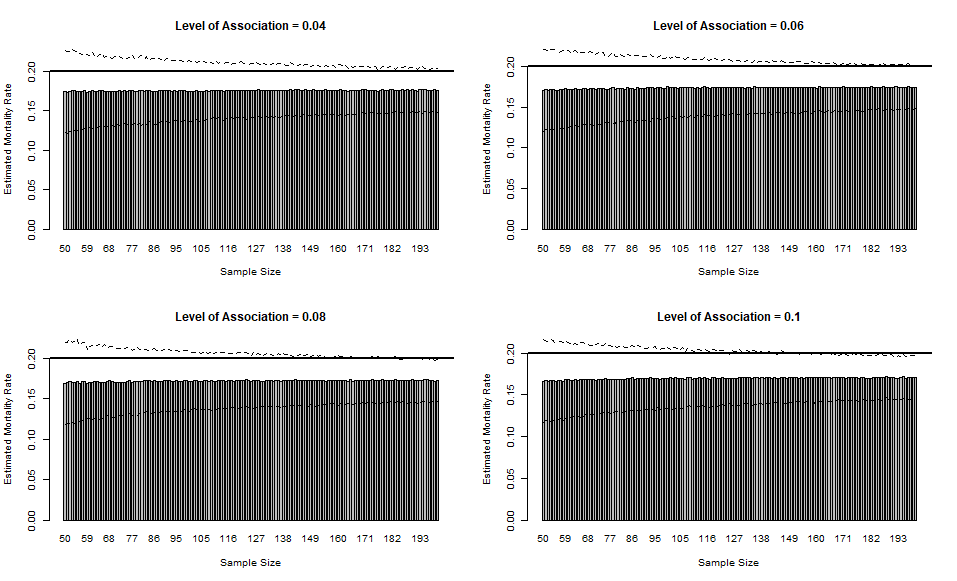 Level of Association = 0.04
Estimated Mortality Rate
0.00 0.05 0.10 0.15 0.20
50 59 68 77 86 95 105 116 127 138 149 160 171 182 193
Sample Size
Level of Association = 0.06
Estimated Mortality Rate
0.00 0.05 0.10 0.15 0.20
50 59 68 77 86 95 105 116 127 138 149 160 171 182 193
Sample Size
Level of Association = 0.08
Estimated Mortality Rate
0.00 0.05 0.10 0.15 0.20
50 59 68 77 86 95 105 116 127 138 149 160 171 182 193
Sample Size
Level of Association = 0.1
Estimated Mortality Rate
0.00 0.05 0.10 0.15 0.20
50 59 68 77 86 95 105 116 127 138 149 160 171 182 193
Sample Size